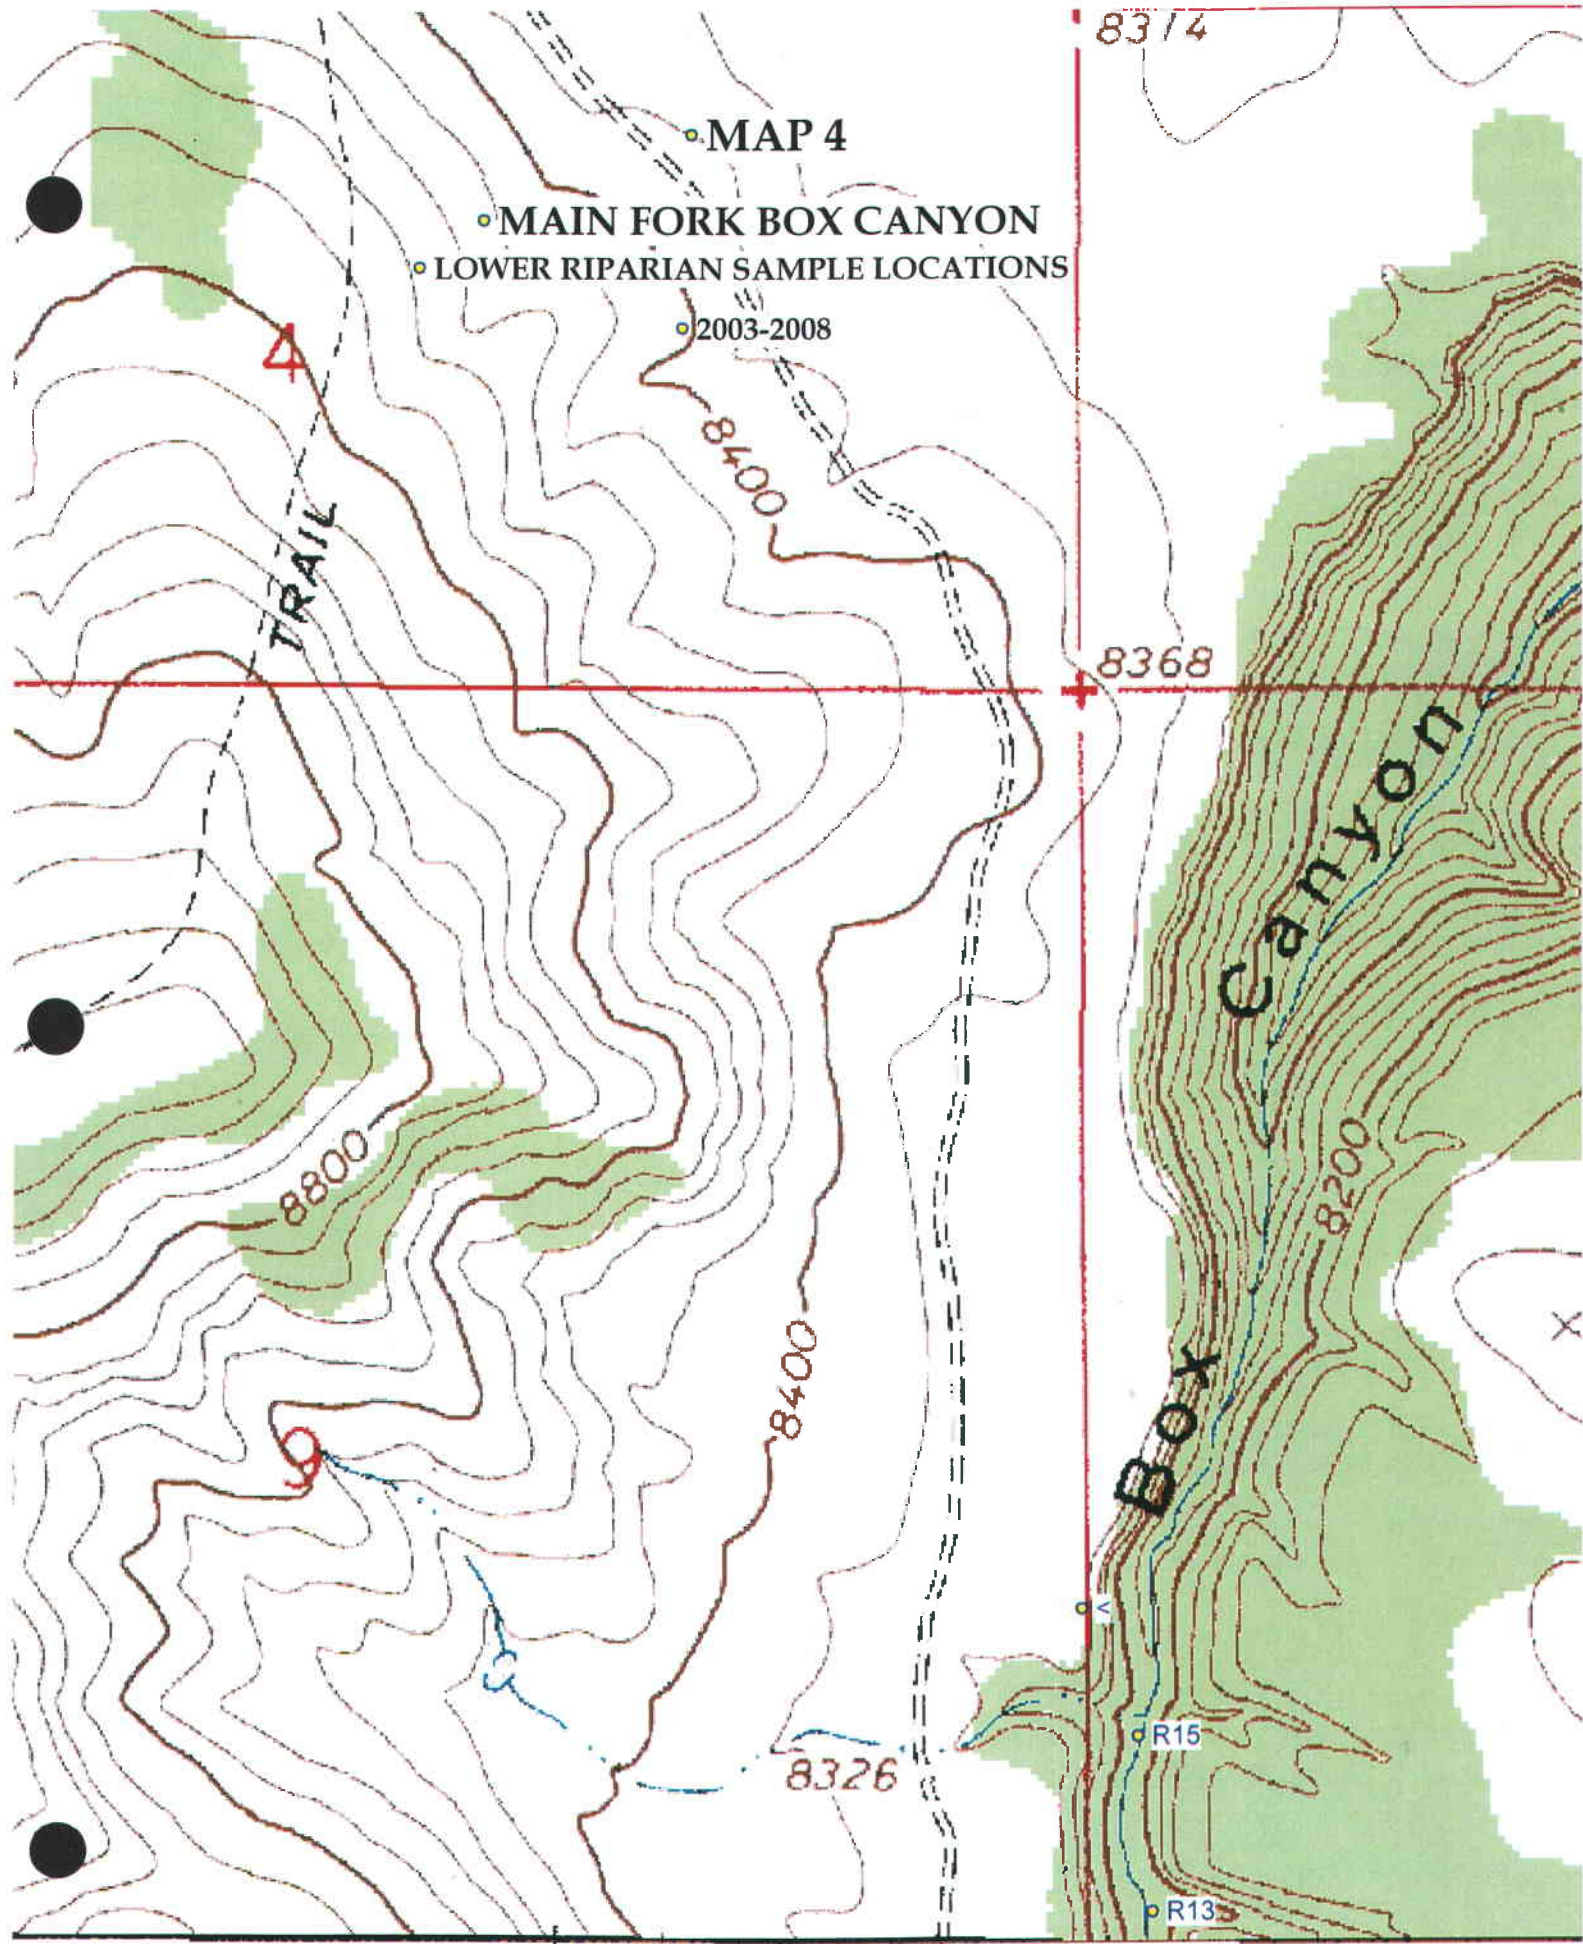 8314
MAP 4
MAIN FORK BOX CANYON
LOWER RIPARIAN SAMPLE LOCATIONS
2003-2008
4
8400
TRAIL
8368
Canyon
8800
8200
8400
Box
9
<
R15
8326
R13